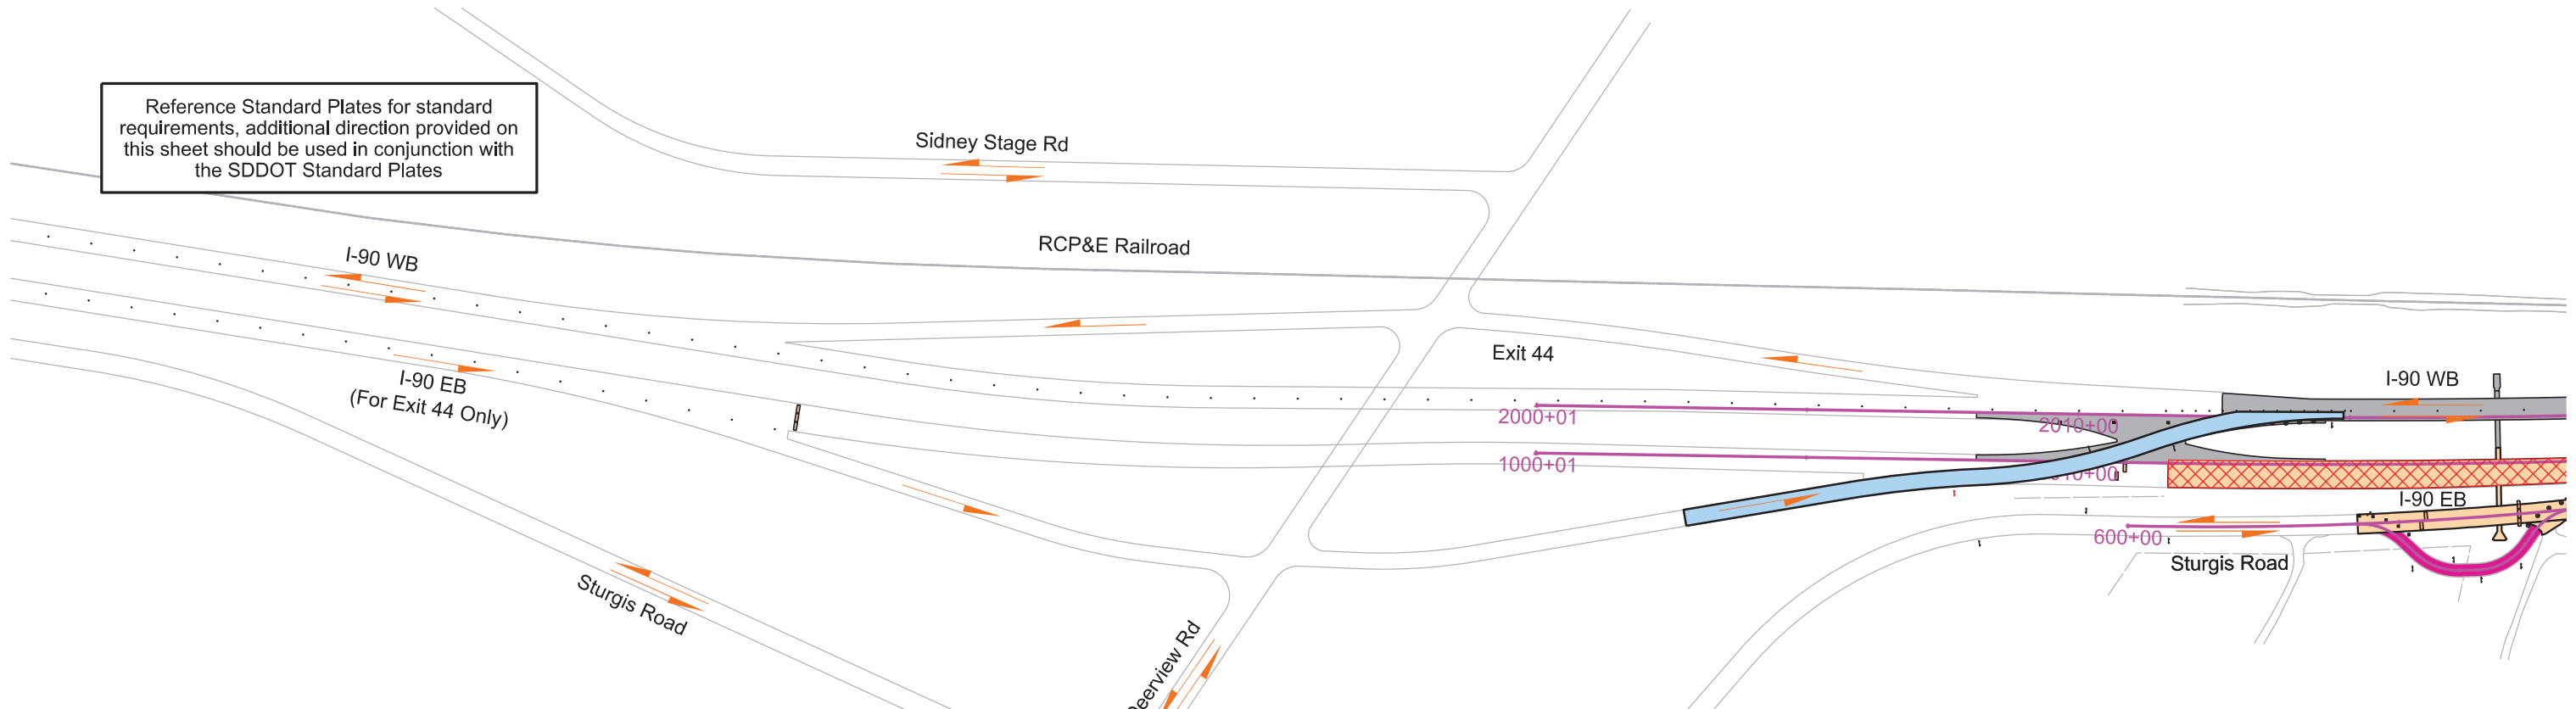 Reference Standard Plates for standard
requirements, additional direction provided on
this sheet should be used in conjunction with
the SDDOT Standard Plates
Sidney Stage Rd
RCP&E Railroad
I-90 WB
I-90 EB
(For Exit 44 Only)
Exit 44
I-90 WB
2000+01
2010+00
1000+01
I-90 EB
600+00
Sturgis Road
Sturgis Road